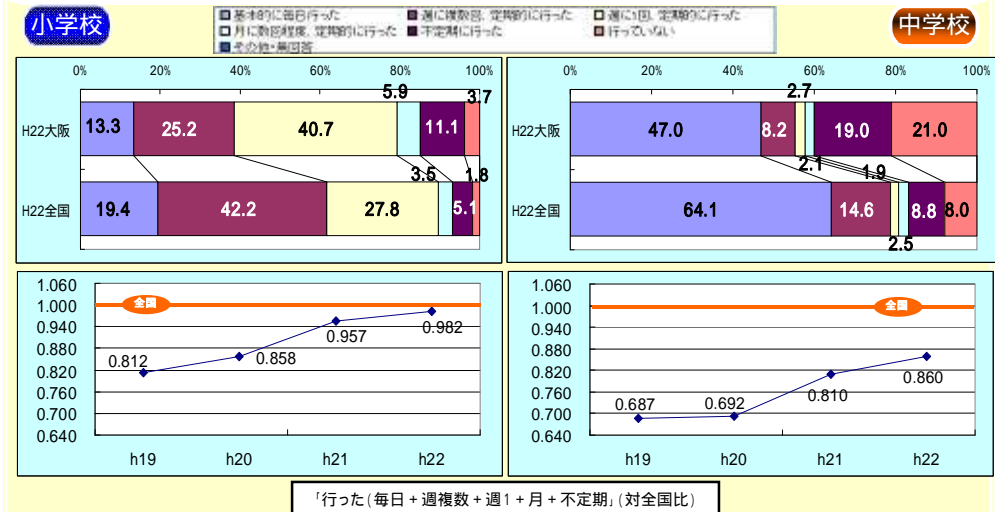 小学校
中学校
基本的に毎日行った 週に複数回、定期的に行った 週に1回、定期的に行った
月に数回程度、定期的に行った 不定期に行った 行っていない
その他・無回答
0% 20% 40% 60% 80% 100%
5.9 3.7
H22大阪 13.3 25.2 40.7 11.1
3.5 1.8
H22全国 19.4 42.2 27.8 5.1
0% 20% 40% 60% 80% 100%
2.7
H22大阪 47.0 8.2 19.0 21.0
2.1 1.9
H22全国 64.1 14.6 8.8 8.0
2.5
1.060
1.000 全国
0.940
0.880
0.820
0.760
0.700
0.640
0.812 0.858 0.957 0.982
h19 h20 h21 h22
1.060
1.000 全国
0.940
0.880
0.820
0.760
0.700
0.640
0.687 0.692 0.810 0.860
h19 h20 h21 h22
「行った(毎日+週複数+週1+月+不定期」(対全国比)